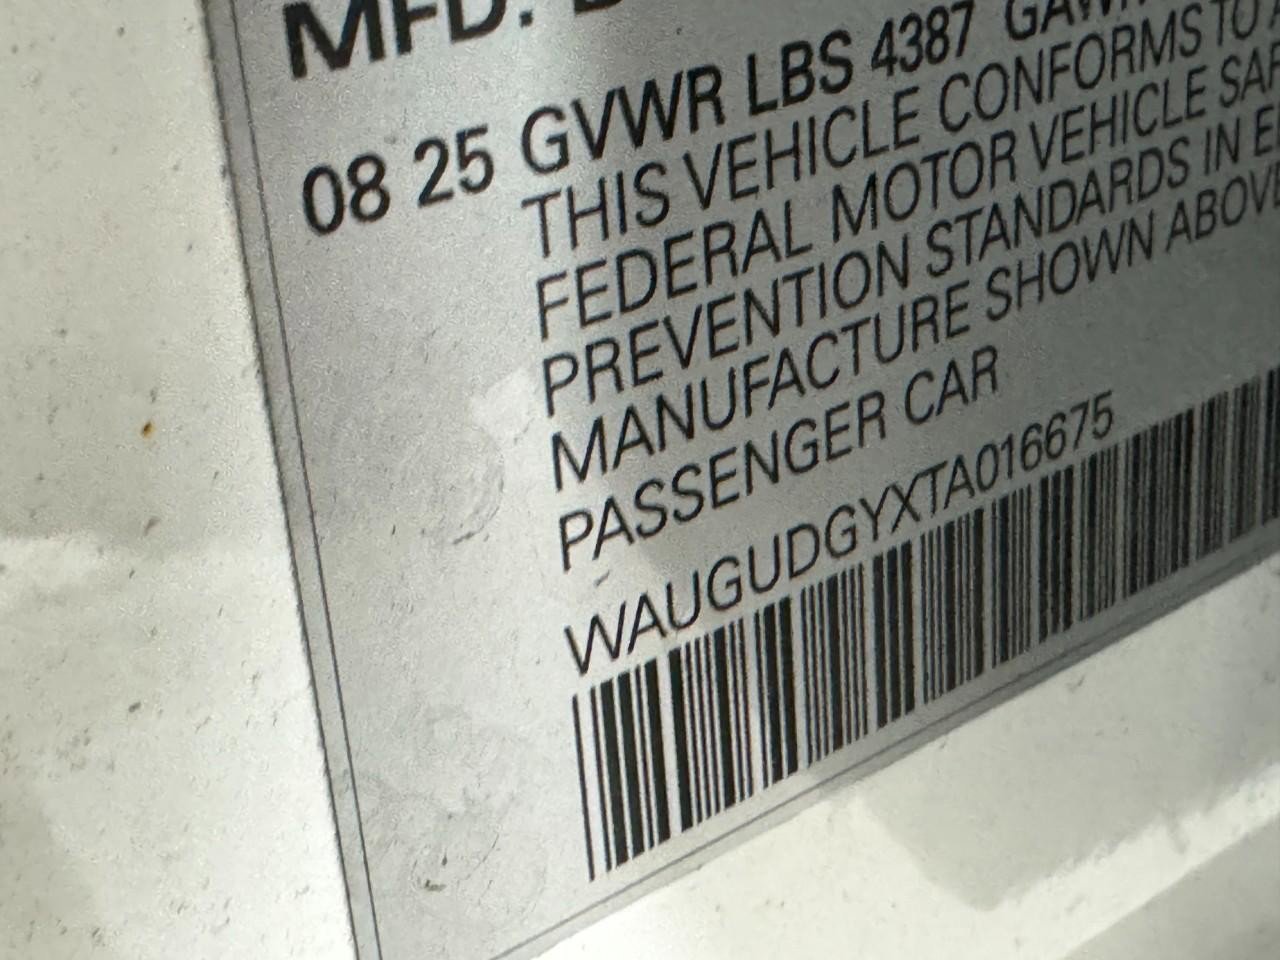 MFD.
08 25 GVWR LBS 4387 GAWR
THIS VEHICLE CONFORMS TO
FEDERAL MOTOR VEHICLE
PREVENTION STANDARDS IN
MANUFACTURE SHOWN ABOVE
PASSENGER CAR
WAUGUDGYXTA016675